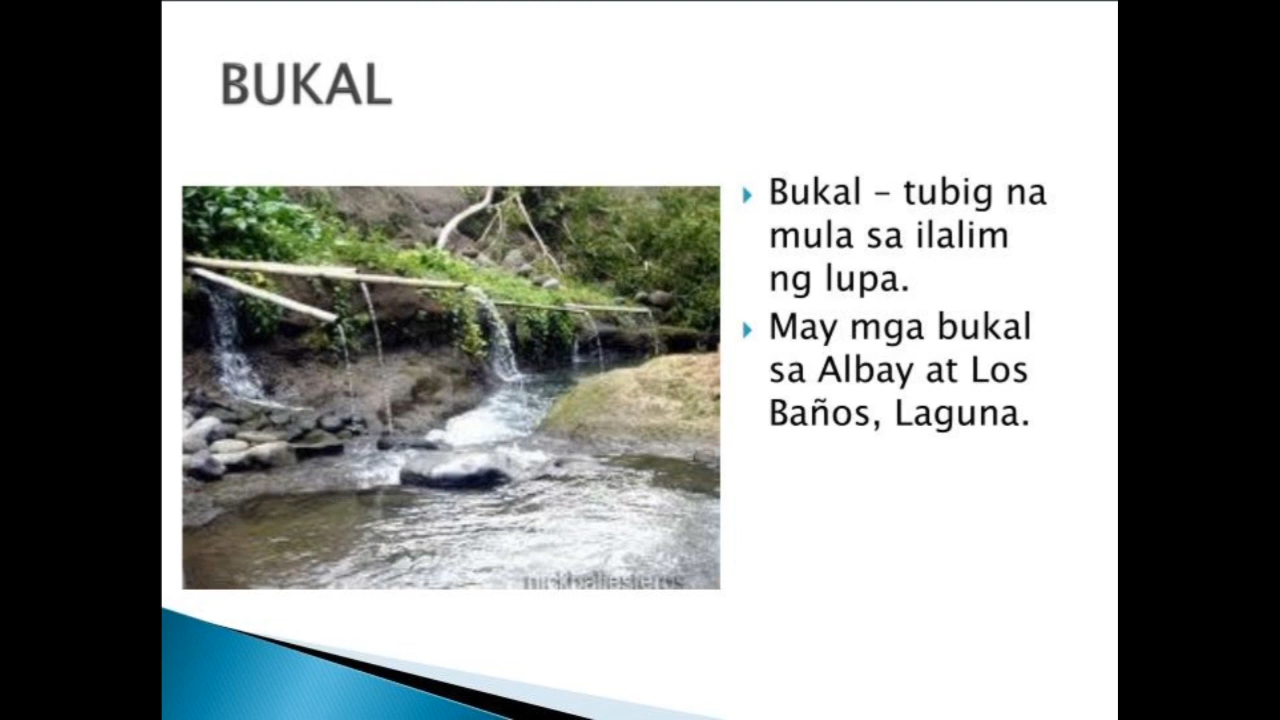 BUKAL
Bukal – tubig na
mula sa ilalim
ng lupa.
May mga bukal
sa Albay at Los
Baños, Laguna.